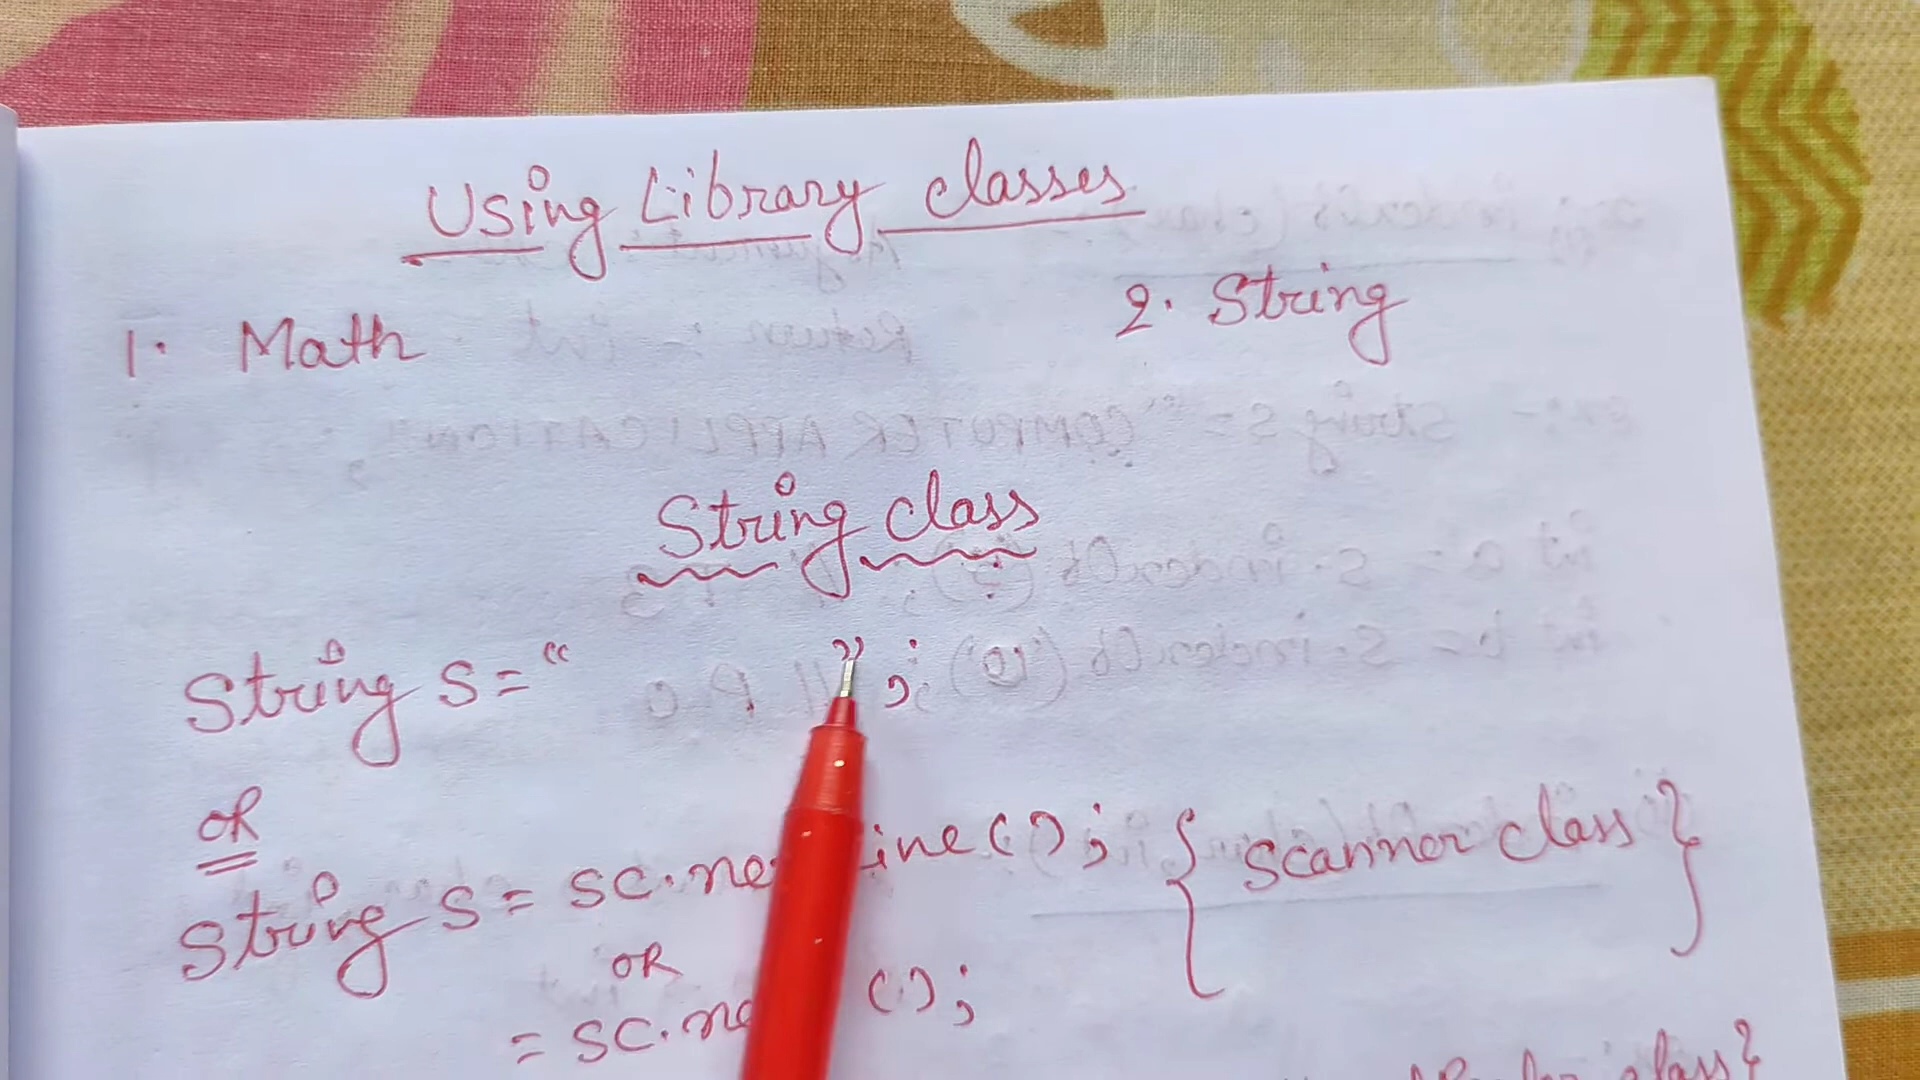 Using Library classes
1. Math 2. String
String class
String S = “ ” ;
OR
String S = SC.ne ine ( ) ; { Scanner class }
OR
= SC.ne ( ) ;
class }